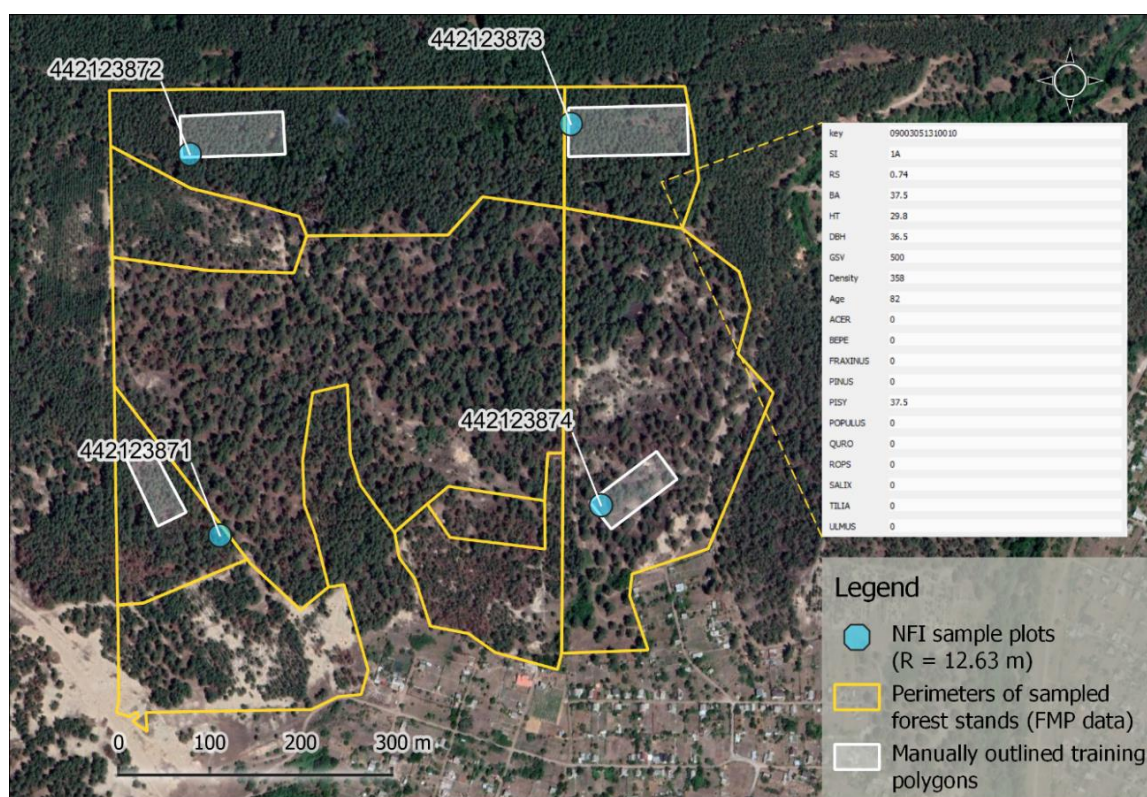 442123873
442123872
key 09003051310010
SI 1A
RS 0.74
BA 37.5
HT 29.8
DBH 36.5
GSV 500
Density 358
Age 82
ACER 0
BEPE 0
FRAXINUS 0
PINUS 0
PISY 37.5
POPULUS 0
QURO 0
ROPS 0
SALIX 0
TILIA 0
ULMUS 0
442123874
442123871
Legend
NFI sample plots
(R = 12.63 m)
Perimeters of sampled
forest stands (FMP data)
Manually outlined training
polygons
0 100 200 300 m